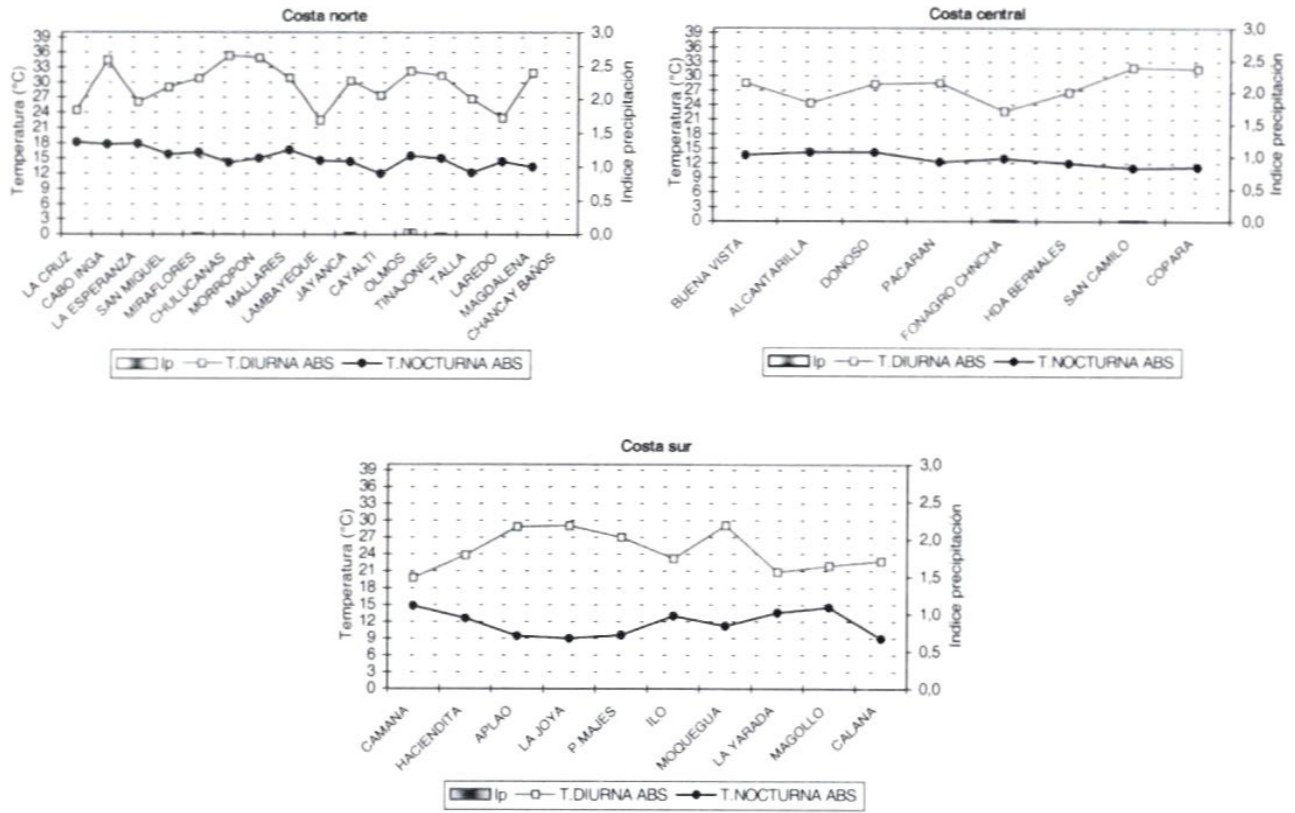 Costa norte
39
36
33
30
27
24
21
18
15
12
9
6
3
0
Temperatura (°C)
3,0
2,5
2,0
1,5
1,0
0,5
0,0
Indice precipitación
LA CRUZ
CABO INGA
LA ESPERANZA
SAN MIGUEL
MIRAFLORES
CHULUCANAS
MORROPON
MALLARES
LAMBAYEQUE
JAYANCA
CAYALTI
OLMOS
TINAJONES
TALLA
LAREDO
MAGDALENA
CHANCAY BAÑOS
Ip T.DIURNA ABS T.NOCTURNA ABS
Costa central
39
36
33
30
27
24
21
18
15
12
9
6
3
0
Temperatura (°C)
3,0
2,5
2,0
1,5
1,0
0,5
0,0
Indice precipitación
BUENA VISTA
ALCANTARILLA
DONOSO
PACARAN
FONAGRO CHNCHA
HDA BERNALES
SAN CAMILO
COPARA
Ip T.DIURNA ABS T.NOCTURNA ABS
Costa sur
39
36
33
30
27
24
21
18
15
12
9
6
3
0
Temperatura (°C)
3,0
2,5
2,0
1,5
1,0
0,5
0,0
Indice precipitación
CAMANA
HACIENDITA
APLAO
LA JOYA
P.MAJES
ILO
MOQUEGUA
LA YARADA
MAGOLLO
CALANA
Ip T.DIURNA ABS T.NOCTURNA ABS